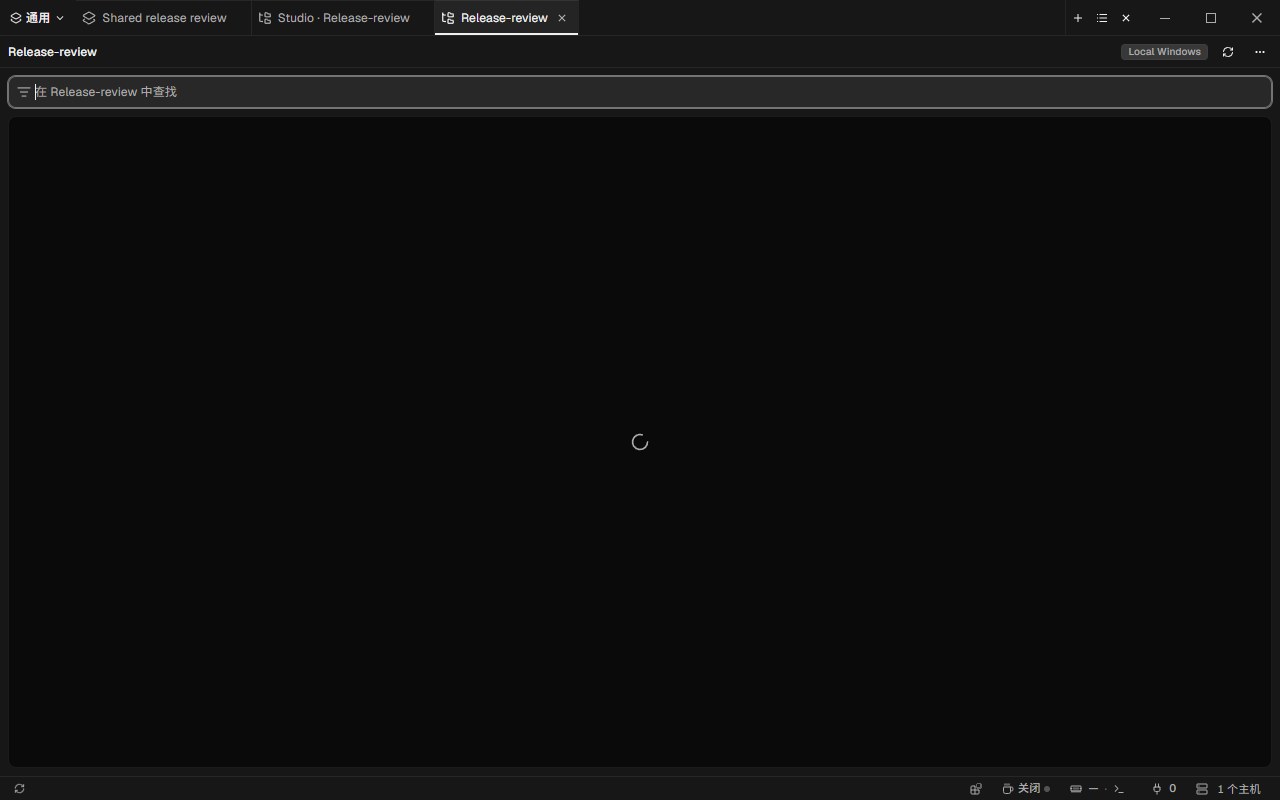 通用
Shared release review
Studio · Release-review
Release-review
Release-review
Local Windows
在 Release-review 中查找
关闭
0
1 个主机